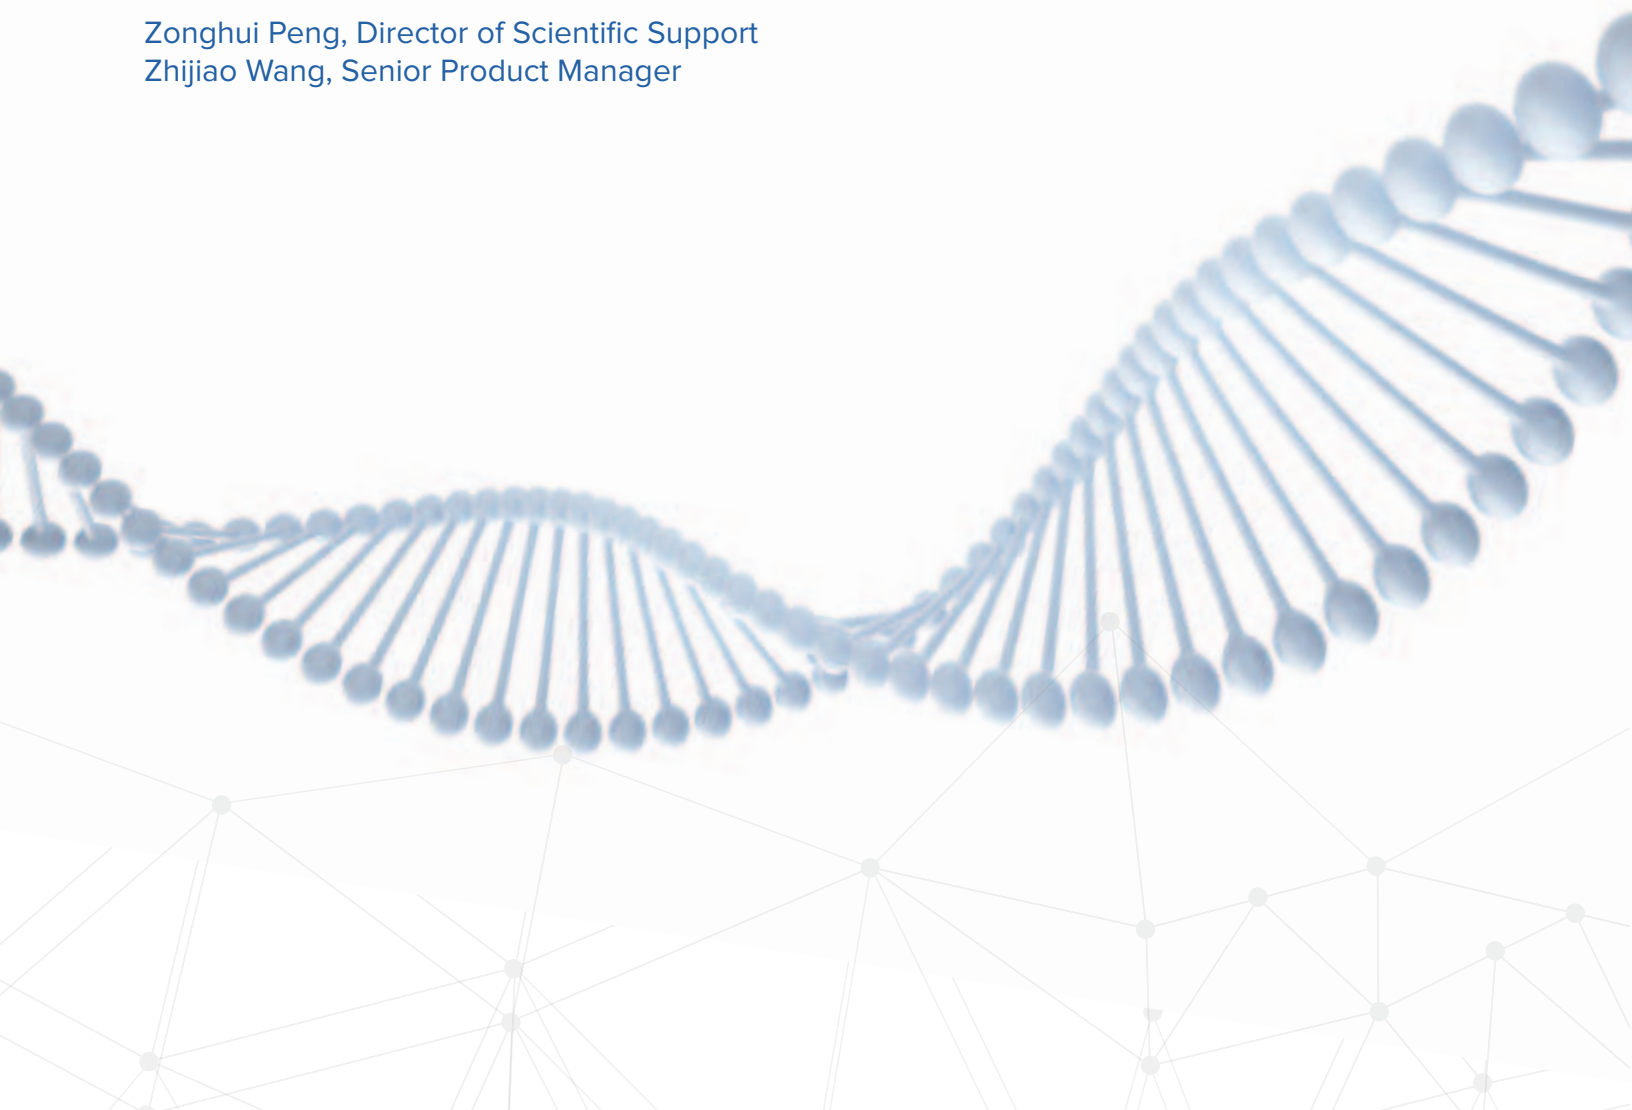 Zonghui Peng, Director of Scientific Support
Zhijiao Wang, Senior Product Manager